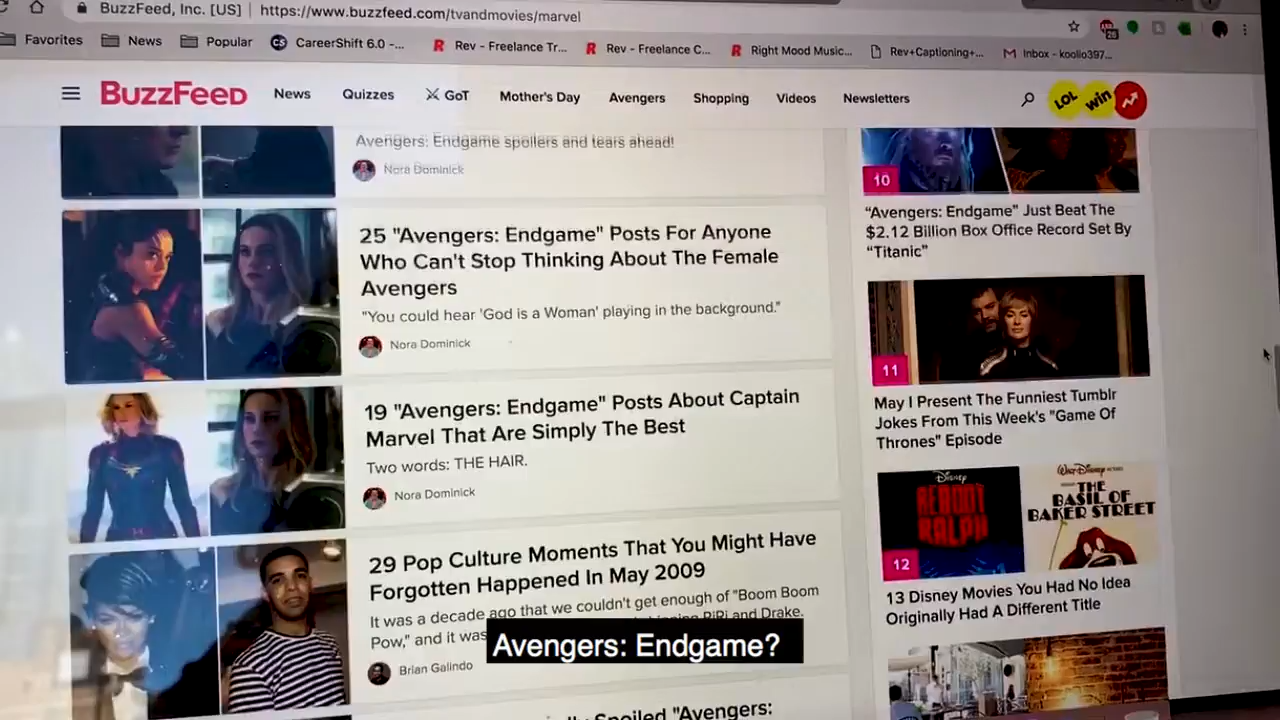 BuzzFeed, Inc. [US] | https://www.buzzfeed.com/tvandmovies/marvel
Favorites News Popular CS CareerShift 6.0 -... R Rev - Freelance Tr... R Rev - Freelance C... R Right Mood Music... Rev+Captioning+... M Inbox - koolio397...
BuzzFeed News Quizzes GoT Mother's Day Avengers Shopping Videos Newsletters LOL win
Avengers: Endgame spoilers and tears ahead!
Nora Dominick
25 "Avengers: Endgame" Posts For Anyone
Who Can't Stop Thinking About The Female
Avengers
"You could hear 'God is a Woman' playing in the background."
Nora Dominick
19 "Avengers: Endgame" Posts About Captain
Marvel That Are Simply The Best
Two words: THE HAIR.
Nora Dominick
29 Pop Culture Moments That You Might Have
Forgotten Happened In May 2009
It was a decade ago that we couldn't get enough of "Boom Boom
Pow," and it was RiRi and Drake.
Brian Galindo
Spoiled "Avengers:
10
"Avengers: Endgame" Just Beat The
$2.12 Billion Box Office Record Set By
"Titanic"
11
May I Present The Funniest Tumblr
Jokes From This Week's "Game Of
Thrones" Episode
Disney
REBOOT
RALPH
Walt Disney
THE
BASIL OF
BAKER STREET
12
13 Disney Movies You Had No Idea
Originally Had A Different Title
Avengers: Endgame?